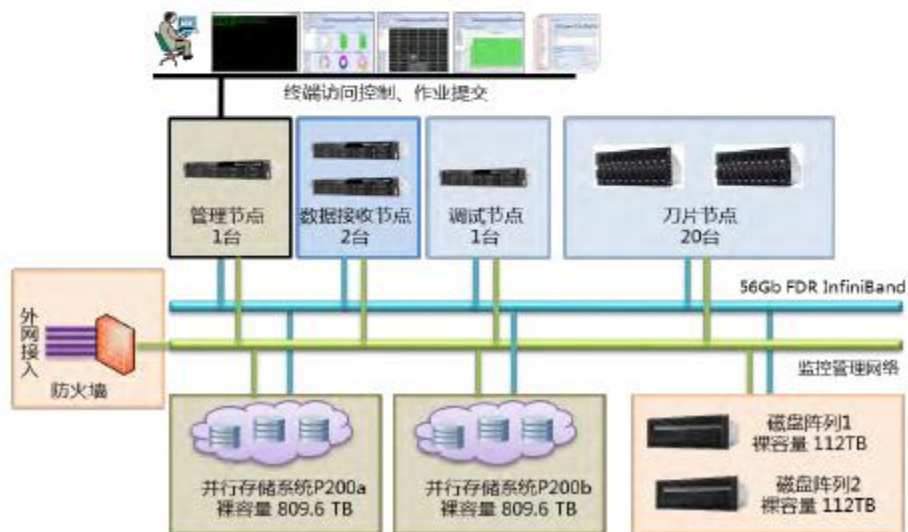 终端访问控制、作业提交
管理节点
1台
数据接收节点
2台
调试节点
1台
刀片节点
20台
56Gb FDR InfiniBand
外网接入
防火墙
监控管理网络
并行存储系统P200a
裸容量 809.6 TB
并行存储系统P200b
裸容量 809.6 TB
磁盘阵列1
裸容量 112TB
磁盘阵列2
裸容量 112TB